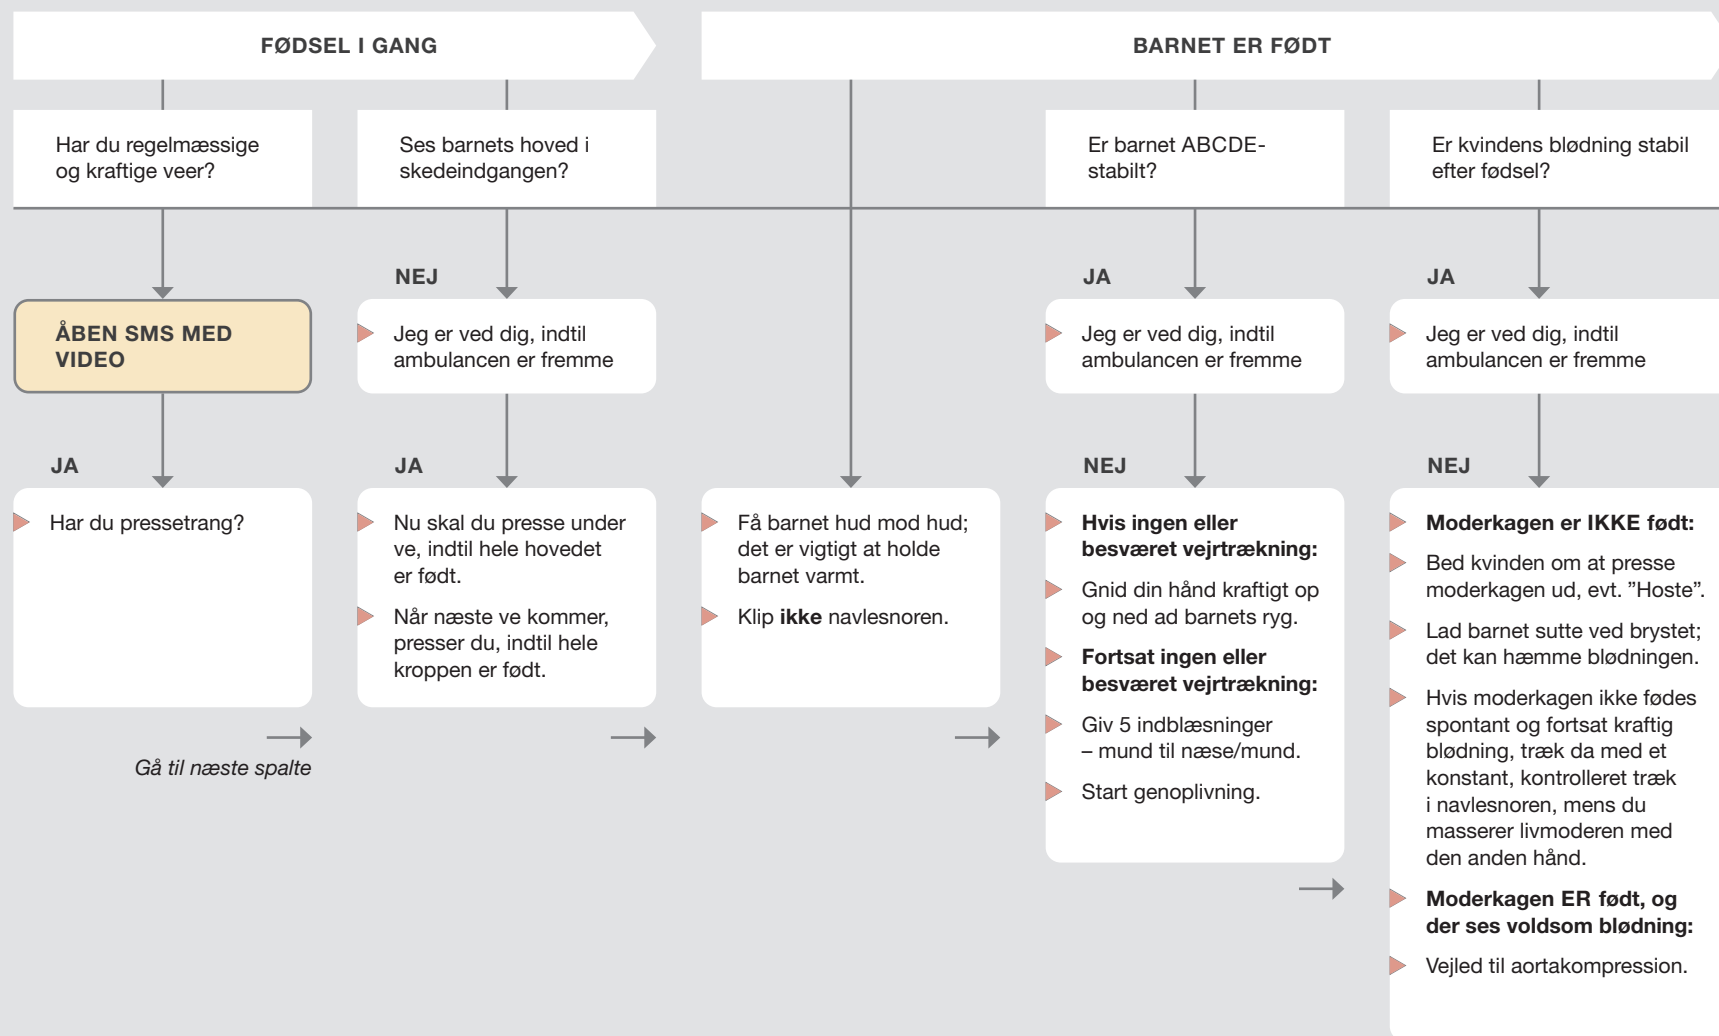 FØDSEL I GANG
Har du regelmæssige
og kraftige veer?
ÅBEN SMS MED
VIDEO
JA
Har du pressetrang?
Gå til næste spalte
Ses barnets hoved i
skedeindgangen?
NEJ
Jeg er ved dig, indtil
ambulancen er fremme
JA
Nu skal du presse under
ve, indtil hele hovedet
er født.
Når næste ve kommer,
presser du, indtil hele
kroppen er født.
BARNET ER FØDT
Få barnet hud mod hud;
det er vigtigt at holde
barnet varmt.
Klip ikke navlesnoren.
Er barnet ABCDE-
stabilt?
JA
Jeg er ved dig, indtil
ambulancen er fremme
NEJ
Hvis ingen eller
besværet vejrtrækning:
Gnid din hånd kraftigt op
og ned ad barnets ryg.
Fortsat ingen eller
besværet vejrtrækning:
Giv 5 indblæsninger
– mund til næse/mund.
Start genoplivning.
Er kvindens blødning stabil
efter fødsel?
JA
Jeg er ved dig, indtil
ambulancen er fremme
NEJ
Moderkagen er IKKE født:
Bed kvinden om at presse
moderkagen ud, evt. ”Hoste”.
Lad barnet sutte ved brystet;
det kan hæmme blødningen.
Hvis moderkagen ikke fødes
spontant og fortsat kraftig
blødning, træk da med et
konstant, kontrolleret træk
i navlesnoren, mens du
masserer livmoderen med
den anden hånd.
Moderkagen ER født, og
der ses voldsom blødning:
Vejled til aortakompression.